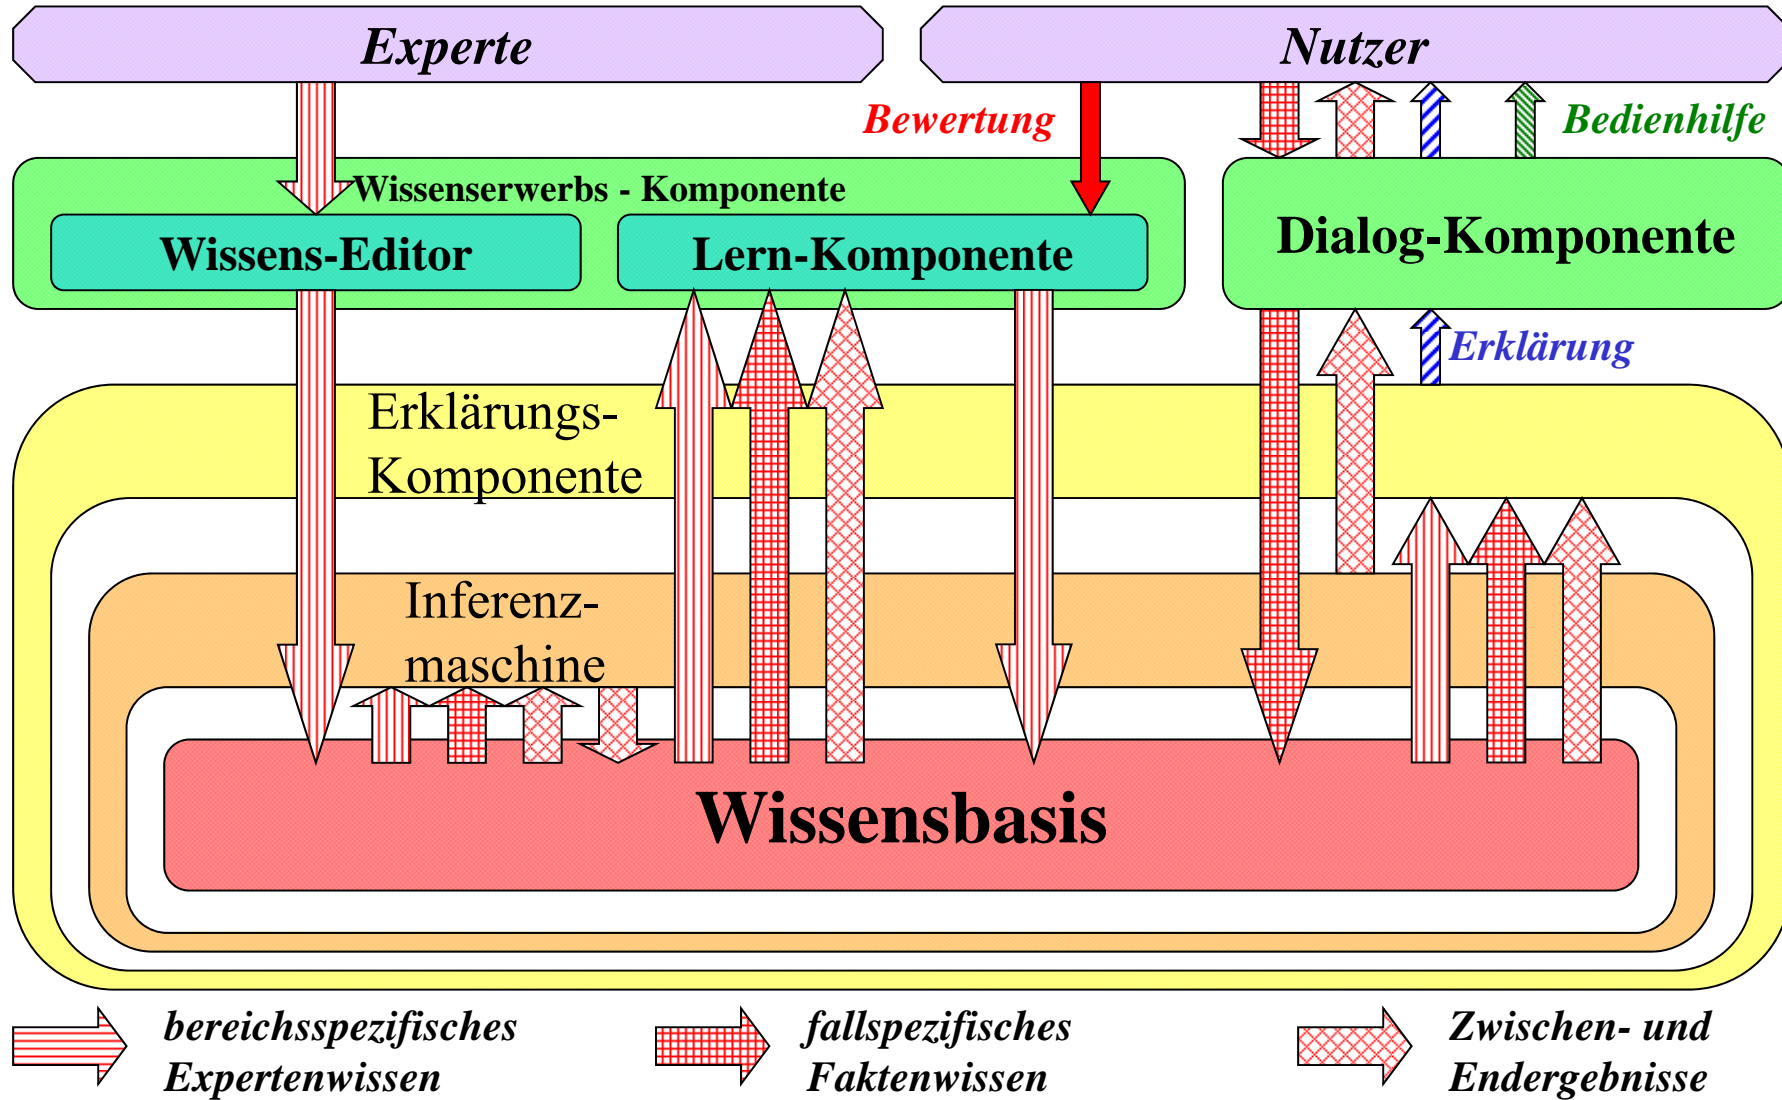 Experte
Nutzer
Bewertung
Bedienhilfe
Wissenserwerbs - Komponente
Wissens-Editor
Lern-Komponente
Dialog-Komponente
Erklärung
Erklärungs-
Komponente
Inferenz-
maschine
Wissensbasis
bereichsspezifisches
Expertenwissen
fallspezifisches
Faktenwissen
Zwischen- und
Endergebnisse